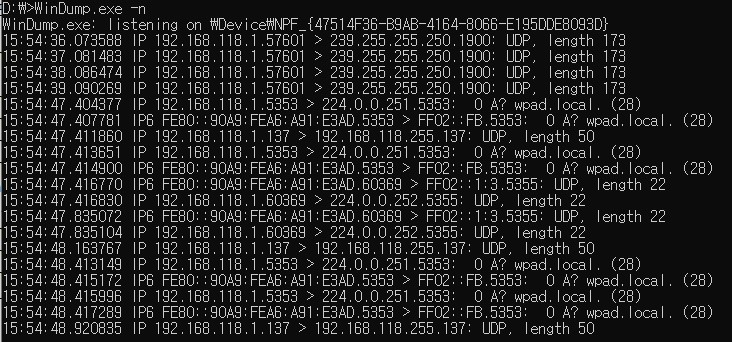 D:₩>WinDump.exe -n
WinDump.exe: listening on ₩Device₩NPF_{47514F36-B9AB-4164-8066-E195DDE8093D}
15:54:36.073588 IP 192.168.118.1.57601 > 239.255.255.250.1900: UDP, length 173
15:54:37.081483 IP 192.168.118.1.57601 > 239.255.255.250.1900: UDP, length 173
15:54:38.086474 IP 192.168.118.1.57601 > 239.255.255.250.1900: UDP, length 173
15:54:39.090269 IP 192.168.118.1.57601 > 239.255.255.250.1900: UDP, length 173
15:54:47.404377 IP 192.168.118.1.5353 > 224.0.0.251.5353:  0 A? wpad.local. (28)
15:54:47.407781 IP6 FE80::90A9:FEA6:A91:E3AD.5353 > FF02::FB.5353:  0 A? wpad.local. (28)
15:54:47.411860 IP 192.168.118.1.137 > 192.168.118.255.137: UDP, length 50
15:54:47.413651 IP 192.168.118.1.5353 > 224.0.0.251.5353:  0 A? wpad.local. (28)
15:54:47.414900 IP6 FE80::90A9:FEA6:A91:E3AD.5353 > FF02::FB.5353:  0 A? wpad.local. (28)
15:54:47.416770 IP6 FE80::90A9:FEA6:A91:E3AD.60369 > FF02::1:3.5355: UDP, length 22
15:54:47.416830 IP 192.168.118.1.60369 > 224.0.0.252.5355: UDP, length 22
15:54:47.835072 IP6 FE80::90A9:FEA6:A91:E3AD.60369 > FF02::1:3.5355: UDP, length 22
15:54:47.835104 IP 192.168.118.1.60369 > 224.0.0.252.5355: UDP, length 22
15:54:48.163767 IP 192.168.118.1.137 > 192.168.118.255.137: UDP, length 50
15:54:48.413149 IP 192.168.118.1.5353 > 224.0.0.251.5353:  0 A? wpad.local. (28)
15:54:48.415172 IP6 FE80::90A9:FEA6:A91:E3AD.5353 > FF02::FB.5353:  0 A? wpad.local. (28)
15:54:48.415996 IP 192.168.118.1.5353 > 224.0.0.251.5353:  0 A? wpad.local. (28)
15:54:48.417289 IP6 FE80::90A9:FEA6:A91:E3AD.5353 > FF02::FB.5353:  0 A? wpad.local. (28)
15:54:48.920835 IP 192.168.118.1.137 > 192.168.118.255.137: UDP, length 50